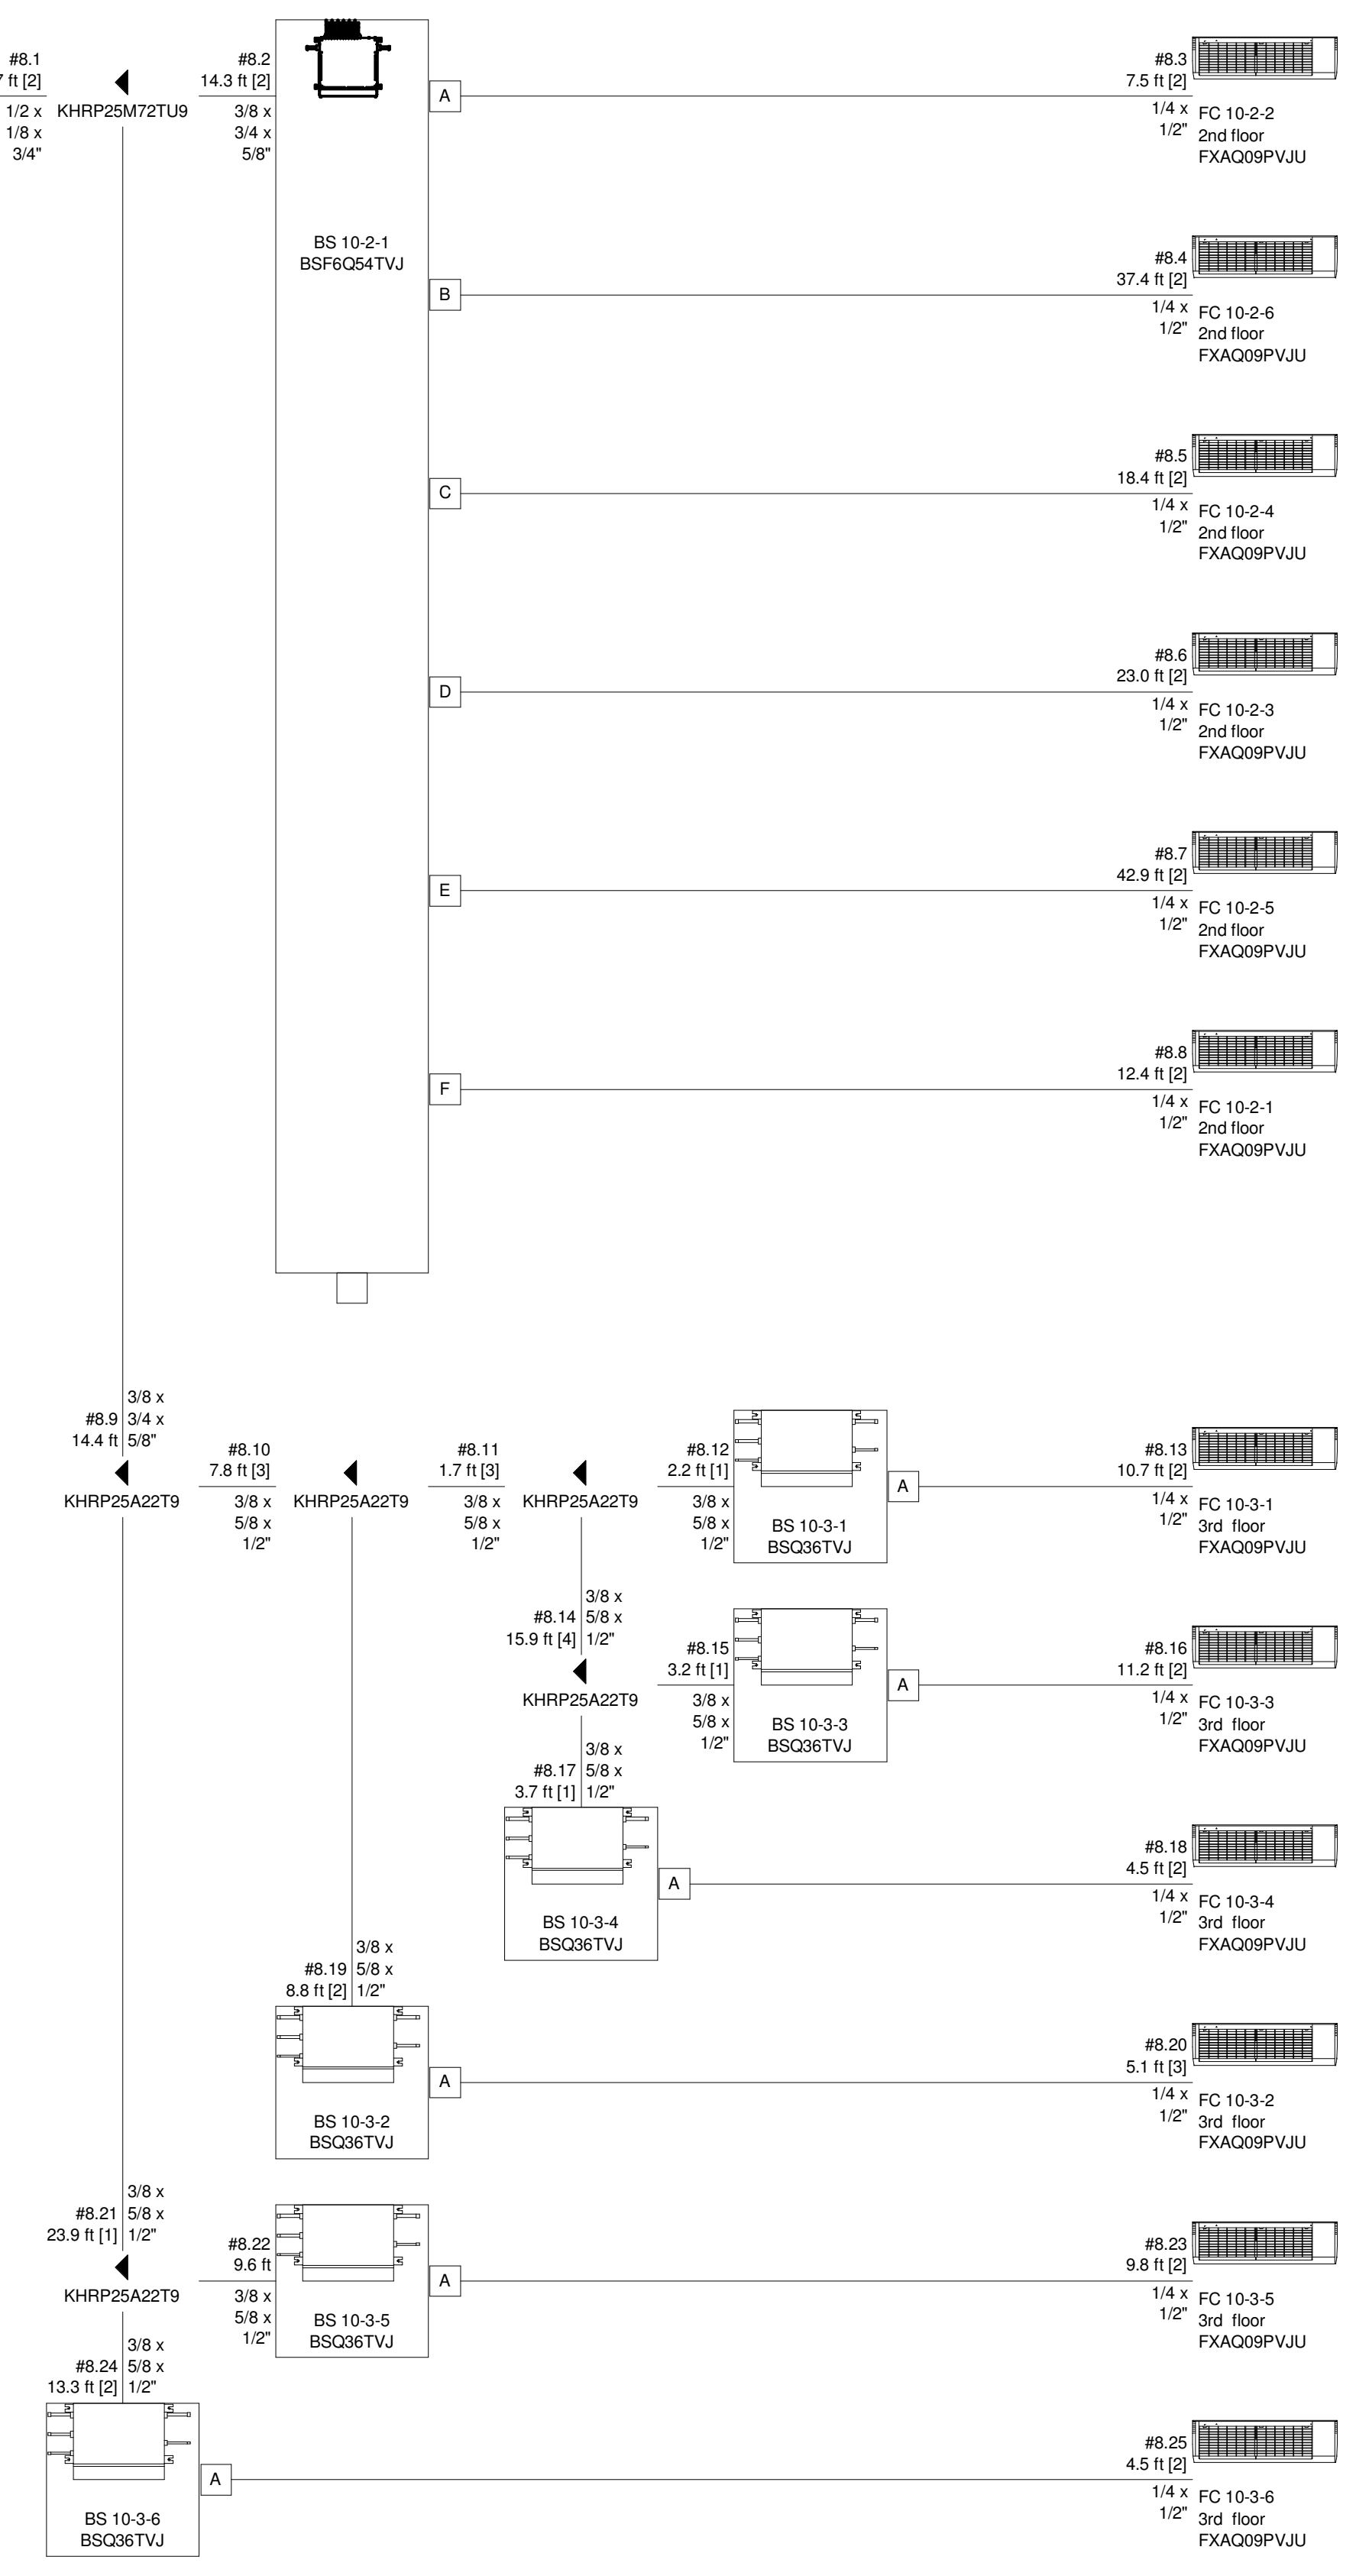 #8.1
7 ft [2]
1/2 x
1/8 x
3/4"
KHRP25M72TU9
#8.2
14.3 ft [2]
3/8 x
3/4 x
5/8"
BS 10-2-1
BSF6Q54TVJ
A
#8.3
7.5 ft [2]
1/4 x
1/2"
FC 10-2-2
2nd floor
FXAQ09PVJU
B
#8.4
37.4 ft [2]
1/4 x
1/2"
FC 10-2-6
2nd floor
FXAQ09PVJU
C
#8.5
18.4 ft [2]
1/4 x
1/2"
FC 10-2-4
2nd floor
FXAQ09PVJU
D
#8.6
23.0 ft [2]
1/4 x
1/2"
FC 10-2-3
2nd floor
FXAQ09PVJU
E
#8.7
42.9 ft [2]
1/4 x
1/2"
FC 10-2-5
2nd floor
FXAQ09PVJU
F
#8.8
12.4 ft [2]
1/4 x
1/2"
FC 10-2-1
2nd floor
FXAQ09PVJU
#8.9
14.4 ft
3/8 x
3/4 x
5/8"
KHRP25A22T9
#8.10
7.8 ft [3]
3/8 x
5/8 x
1/2"
KHRP25A22T9
#8.11
1.7 ft [3]
3/8 x
5/8 x
1/2"
KHRP25A22T9
#8.12
2.2 ft [1]
3/8 x
5/8 x
1/2"
BS 10-3-1
BSQ36TVJ
A
#8.13
10.7 ft [2]
1/4 x
1/2"
FC 10-3-1
3rd floor
FXAQ09PVJU
#8.14
15.9 ft [4]
3/8 x
5/8 x
1/2"
KHRP25A22T9
#8.15
3.2 ft [1]
3/8 x
5/8 x
1/2"
BS 10-3-3
BSQ36TVJ
A
#8.16
11.2 ft [2]
1/4 x
1/2"
FC 10-3-3
3rd floor
FXAQ09PVJU
#8.17
3.7 ft [1]
3/8 x
5/8 x
1/2"
BS 10-3-4
BSQ36TVJ
A
#8.18
4.5 ft [2]
1/4 x
1/2"
FC 10-3-4
3rd floor
FXAQ09PVJU
#8.19
8.8 ft [2]
3/8 x
5/8 x
1/2"
BS 10-3-2
BSQ36TVJ
A
#8.20
5.1 ft [3]
1/4 x
1/2"
FC 10-3-2
3rd floor
FXAQ09PVJU
#8.21
23.9 ft [1]
3/8 x
5/8 x
1/2"
KHRP25A22T9
#8.22
9.6 ft
3/8 x
5/8 x
1/2"
BS 10-3-5
BSQ36TVJ
A
#8.23
9.8 ft [2]
1/4 x
1/2"
FC 10-3-5
3rd floor
FXAQ09PVJU
#8.24
13.3 ft [2]
3/8 x
5/8 x
1/2"
BS 10-3-6
BSQ36TVJ
A
#8.25
4.5 ft [2]
1/4 x
1/2"
FC 10-3-6
3rd floor
FXAQ09PVJU